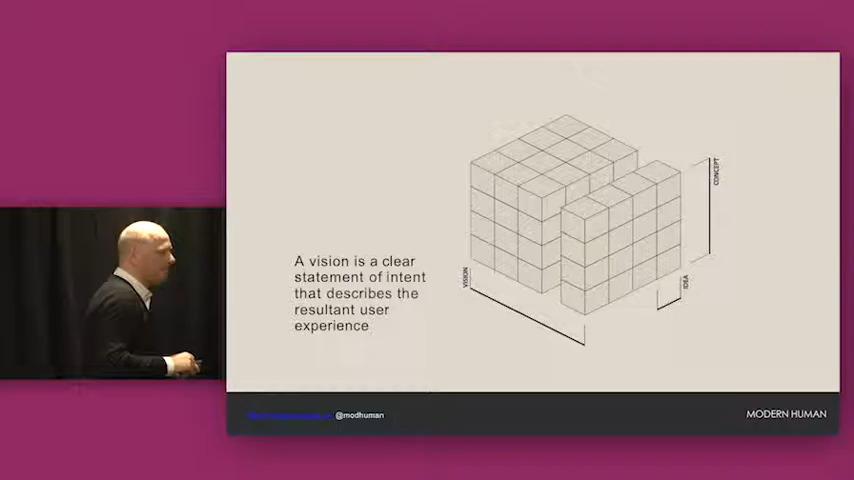 A vision is a clear
statement of intent
that describes the
resultant user
experience
VISION
CONCEPT
IDEA
@modhuman
MODERN HUMAN